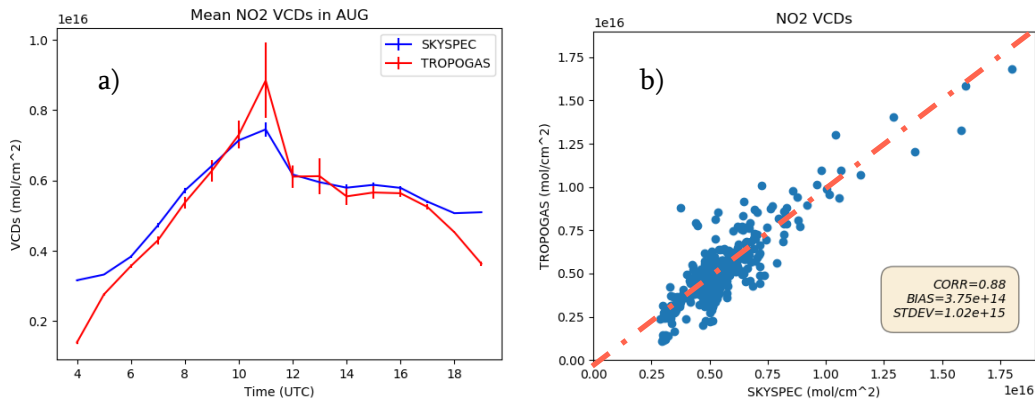 Mean NO2 VCDs in AUG
1e16
a)
SKYSPEC
TROPOGAS
VCDs (mol/cm^2)
1.0
0.8
0.6
0.4
0.2
4 6 8 10 12 14 16 18
Time (UTC)
NO2 VCDs
1e16
b)
TROPOGAS (mol/cm^2)
1.75
1.50
1.25
1.00
0.75
0.50
0.25
0.00
CORR=0.88
BIAS=3.75e+14
STDEV=1.02e+15
0.00 0.25 0.50 0.75 1.00 1.25 1.50 1.75
SKYSPEC (mol/cm^2)
1e16